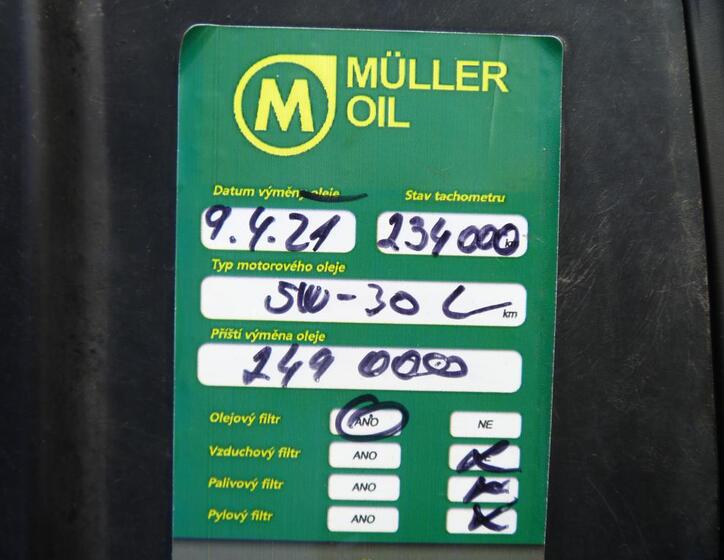 MÜLLER
OIL
M
Datum výměny oleje Stav tachometru
9.4.21 234000 km
Typ motorového oleje
5W-30 L km
Příští výměna oleje
249 0000
Olejový filtr ANO NE
Vzduchový filtr ANO
Palivový filtr ANO
Pylový filtr ANO